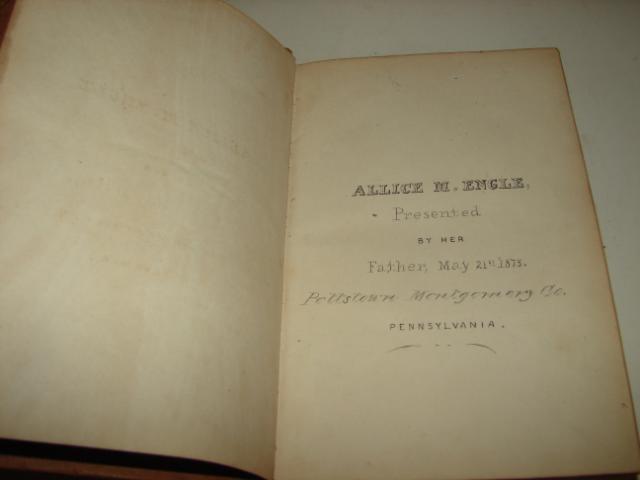 ALLICE M. ENGLE,
Presented
BY HER
Father, May 21st, 1873.
Pottstown Montgomery Co.
PENNSYLVANIA.